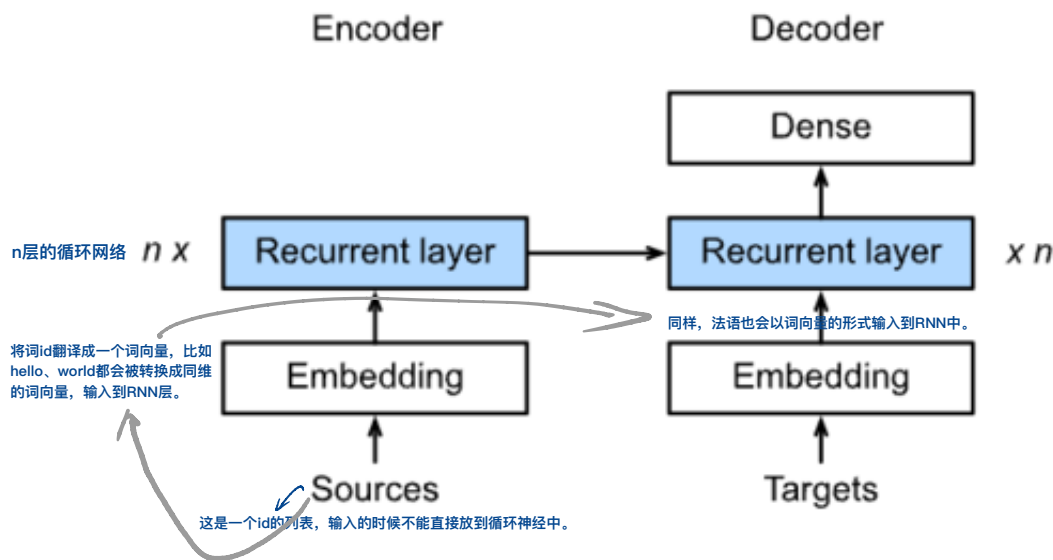 Encoder
Decoder
Dense
n层的循环网络
n x
Recurrent layer
Recurrent layer
x n
同样，法语也会以词向量的形式输入到RNN中。
将词id翻译成一个词向量，比如
hello、world都会被转换成同维
的词向量，输入到RNN层。
Embedding
Embedding
Sources
Targets
这是一个id的列表，输入的时候不能直接放到循环神经中。